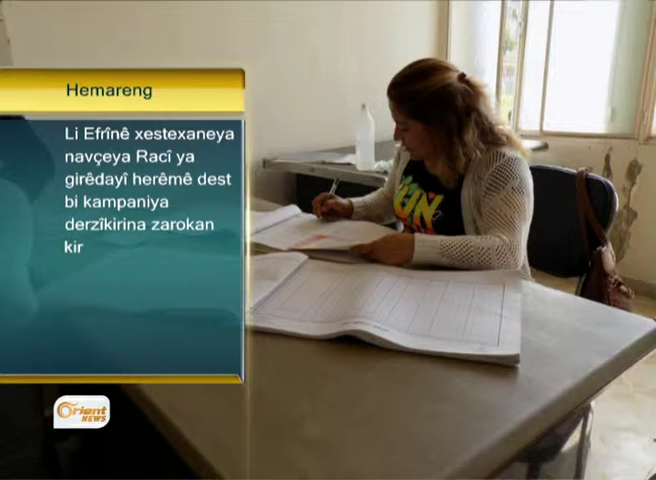 Hemareng
Li Efrînê xestexaneya
navçeya Racî ya
girêdayî herêmê dest
bi kampaniya
derzîkirina zarokan
kir
Orient
NEWS